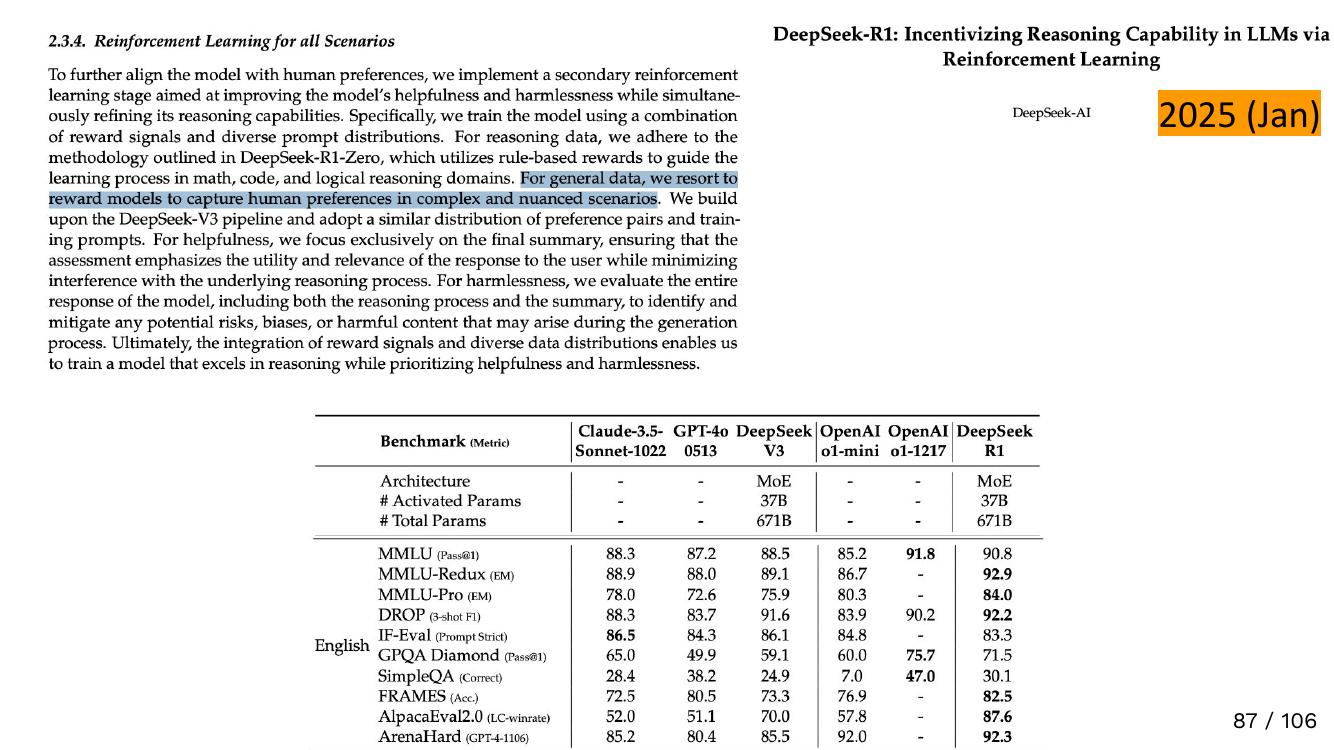 2.3.4. Reinforcement Learning for all Scenarios
To further align the model with human preferences, we implement a secondary reinforcement
learning stage aimed at improving the model's helpfulness and harmlessness while simultane-
ously refining its reasoning capabilities. Specifically, we train the model using a combination
of reward signals and diverse prompt distributions. For reasoning data, we adhere to the
methodology outlined in DeepSeek-R1-Zero, which utilizes rule-based rewards to guide the
learning process in math, code, and logical reasoning domains. For general data, we resort to
reward models to capture human preferences in complex and nuanced scenarios. We build
upon the DeepSeek-V3 pipeline and adopt a similar distribution of preference pairs and train-
ing prompts. For helpfulness, we focus exclusively on the final summary, ensuring that the
assessment emphasizes the utility and relevance of the response to the user while minimizing
interference with the underlying reasoning process. For harmlessness, we evaluate the entire
response of the model, including both the reasoning process and the summary, to identify and
mitigate any potential risks, biases, or harmful content that may arise during the generation
process. Ultimately, the integration of reward signals and diverse data distributions enables us
to train a model that excels in reasoning while prioritizing helpfulness and harmlessness.
DeepSeek-R1: Incentivizing Reasoning Capability in LLMs via
Reinforcement Learning
DeepSeek-AI
2025 (Jan)
Benchmark (Metric) Claude-3.5- GPT-4o DeepSeek OpenAI OpenAI DeepSeek
Sonnet-1022 0513 V3 o1-mini o1-1217 R1
Architecture - - MoE - - MoE
# Activated Params - - 37B - - 37B
# Total Params - - 671B - - 671B
English
MMLU (Pass@1) 88.3 87.2 88.5 85.2 91.8 90.8
MMLU-Redux (EM) 88.9 88.0 89.1 86.7 - 92.9
MMLU-Pro (EM) 78.0 72.6 75.9 80.3 - 84.0
DROP (3-shot F1) 88.3 83.7 91.6 83.9 90.2 92.2
IF-Eval (Prompt Strict) 86.5 84.3 86.1 84.8 - 83.3
GPQA Diamond (Pass@1) 65.0 49.9 59.1 60.0 75.7 71.5
SimpleQA (Correct) 28.4 38.2 24.9 7.0 47.0 30.1
FRAMES (Acc.) 72.5 80.5 73.3 76.9 - 82.5
AlpacaEval2.0 (LC-winrate) 52.0 51.1 70.0 57.8 - 87.6
ArenaHard (GPT-4-1106) 85.2 80.4 85.5 92.0 - 92.3
87 / 106